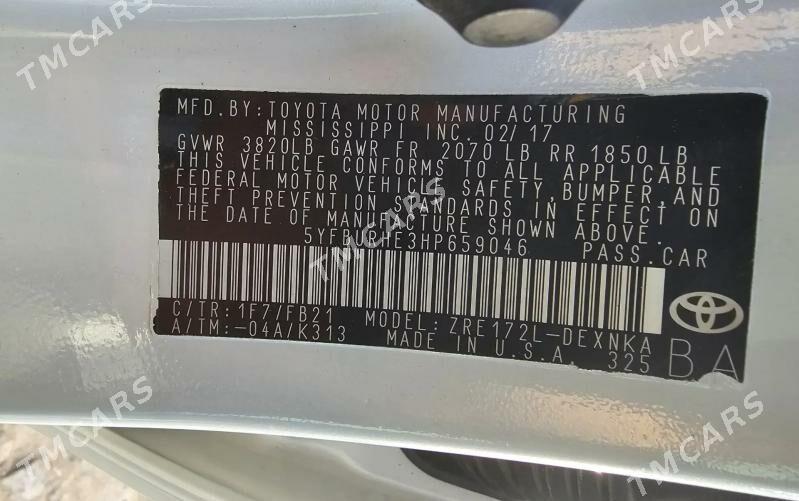 MFD. BY: TOYOTA MOTOR MANUFACTURING
MISSISSIPPI INC. 02/17
GVWR 3820LB GAWR FR. 2070 LB RR 1850 LB
THIS VEHICLE CONFORMS TO ALL APPLICABLE
FEDERAL MOTOR VEHICLE SAFETY, BUMPER, AND
THEFT PREVENTION STANDARDS IN EFFECT ON
THE DATE OF MANUFACTURE SHOWN ABOVE.
PASS. CAR
C/TR: 1F7/FB21 MODEL: ZRE172L-DEXNKA
A/TM: -04A/K313 MADE IN U.S.A. 325
BA
TMCARS
TMCARS
TMCARS
TMCARS
TMCARS
TMCARS